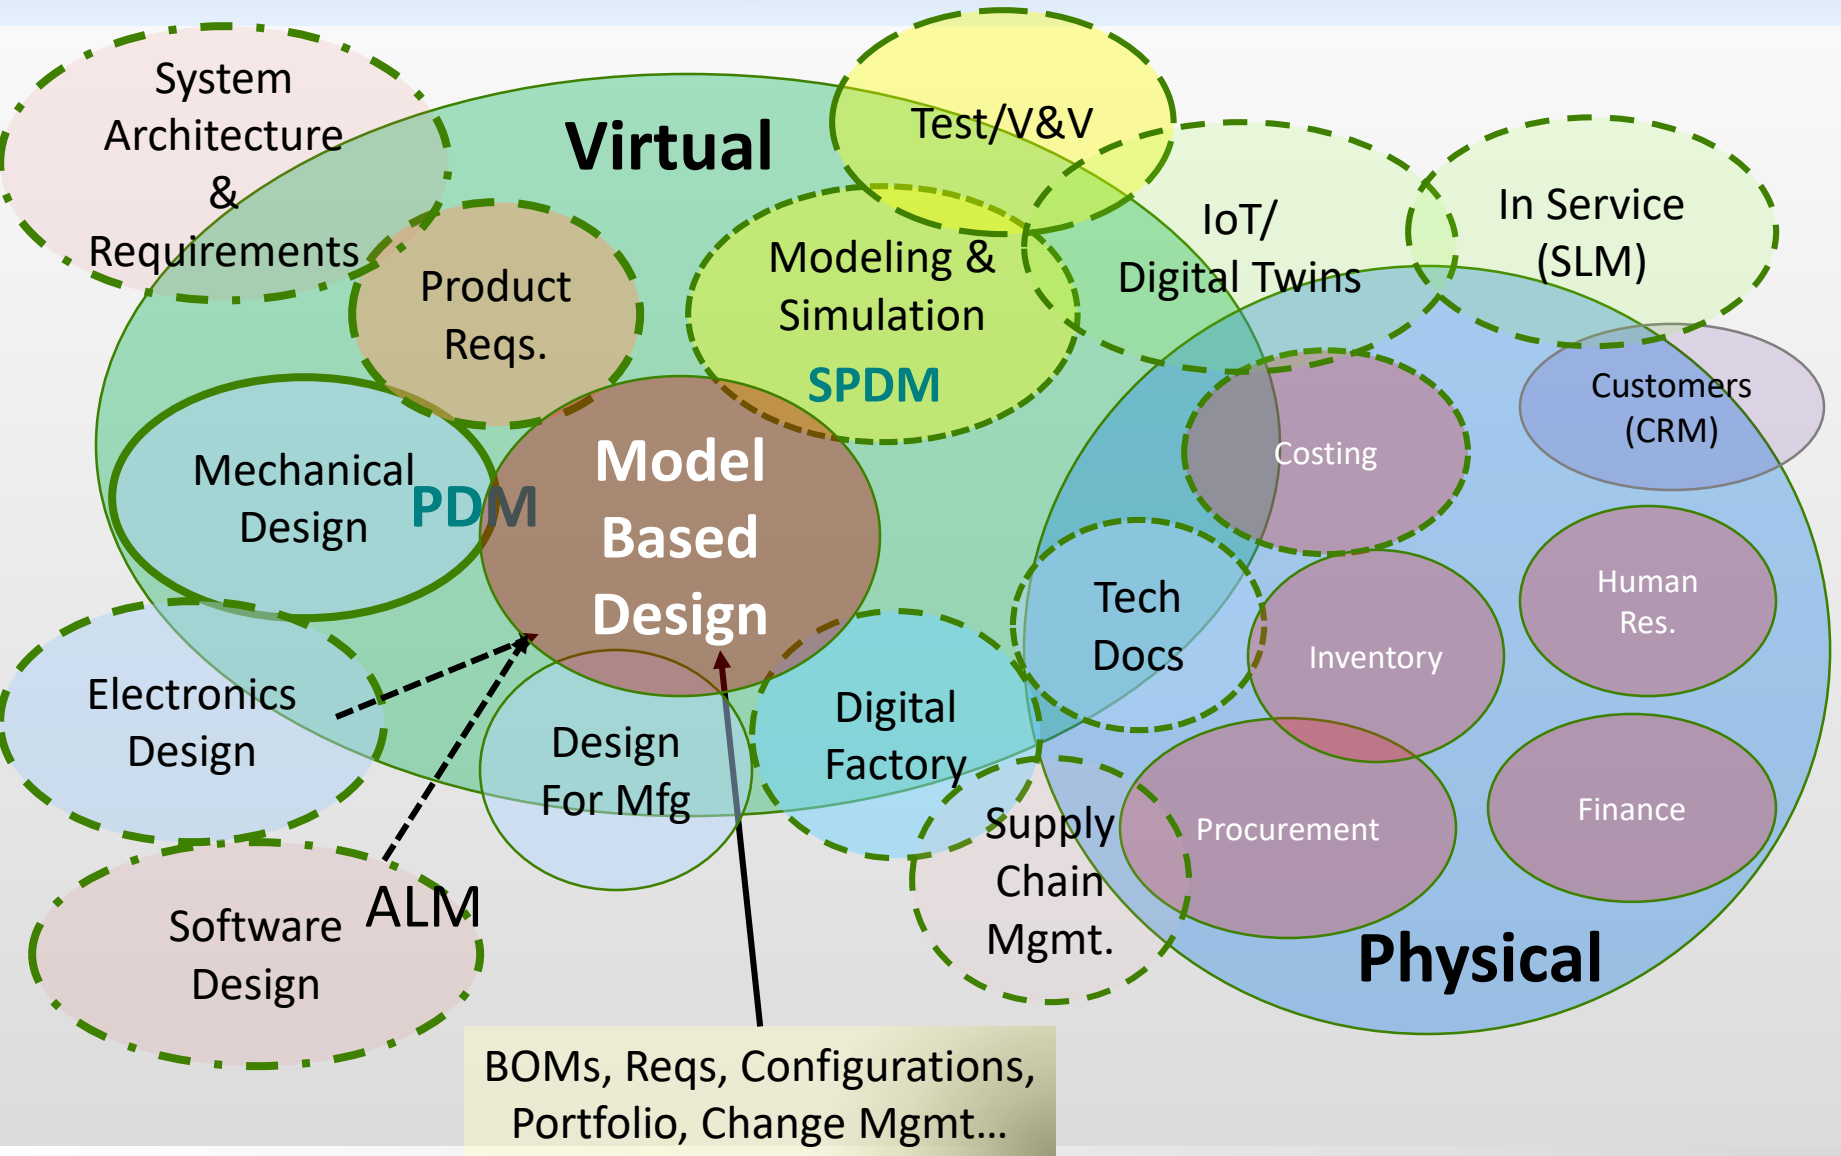 System
Architecture
&
Requirements
Virtual
Test/V&V
IoT/
Digital Twins
In Service
(SLM)
Product
Reqs.
Modeling &
Simulation
SPDM
Customers
(CRM)
Mechanical
Design
PDM
Model
Based
Design
Costing
Tech
Docs
Human
Res.
Inventory
Electronics
Design
Design
For Mfg
Digital
Factory
Supply
Chain
Mgmt.
Procurement
Finance
Software
Design
ALM
Physical
BOMs, Reqs, Configurations,
Portfolio, Change Mgmt...